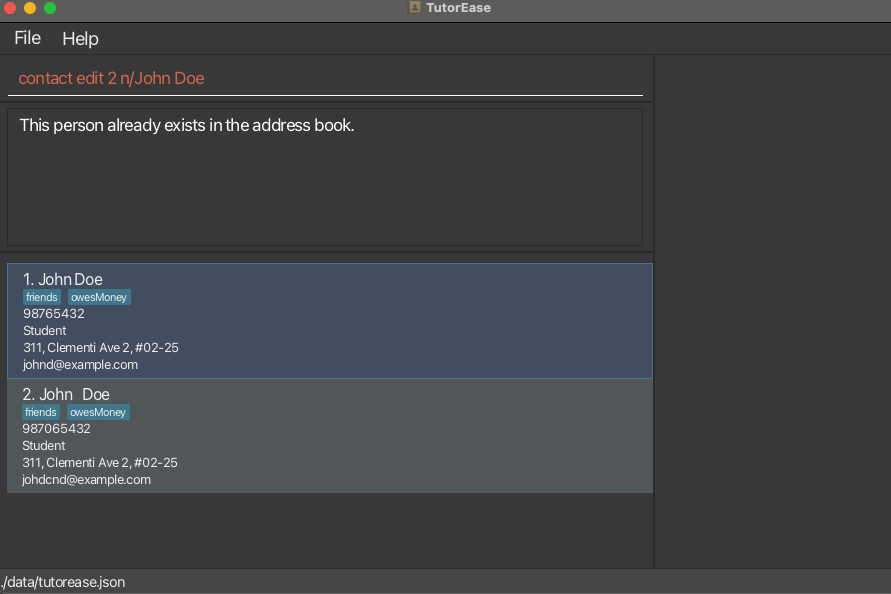 TutorEase
File Help
contact edit 2 n/John Doe
This person already exists in the address book.
1. John Doe
friends owesMoney
98765432
Student
311, Clementi Ave 2, #02-25
johnd@example.com
2. John   Doe
friends owesMoney
987065432
Student
311, Clementi Ave 2, #02-25
johdcnd@example.com
./data/tutorease.json